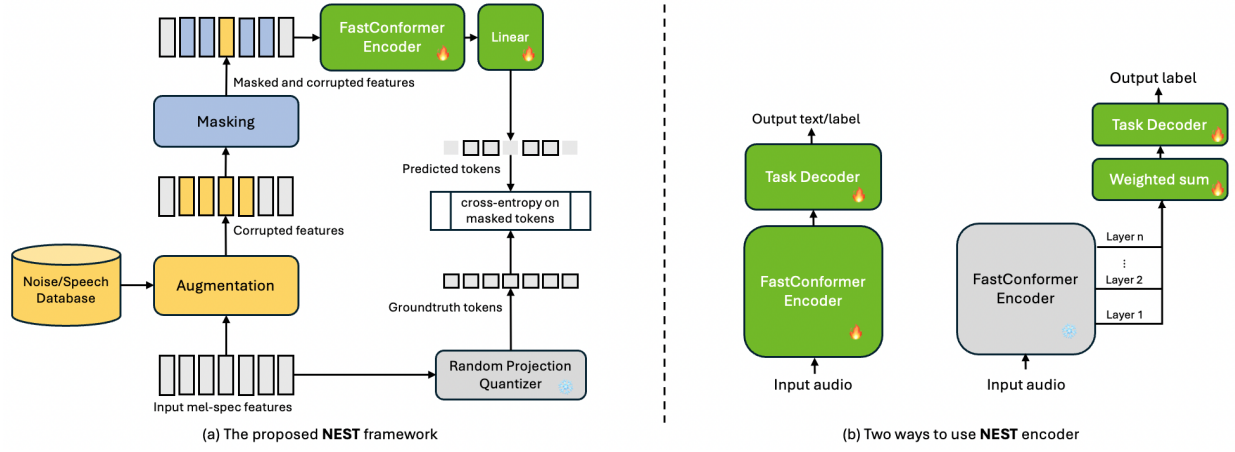 FastConformer
Encoder
Linear
Masked and corrupted features
Masking
Predicted tokens
cross-entropy on
masked tokens
Corrupted features
Noise/Speech
Database
Augmentation
Groundtruth tokens
Random Projection
Quantizer
Input mel-spec features
(a) The proposed NEST framework
Output text/label
Task Decoder
FastConformer
Encoder
Input audio
Output label
Task Decoder
Weighted sum
Layer n
⋮
Layer 2
Layer 1
FastConformer
Encoder
Input audio
(b) Two ways to use NEST encoder